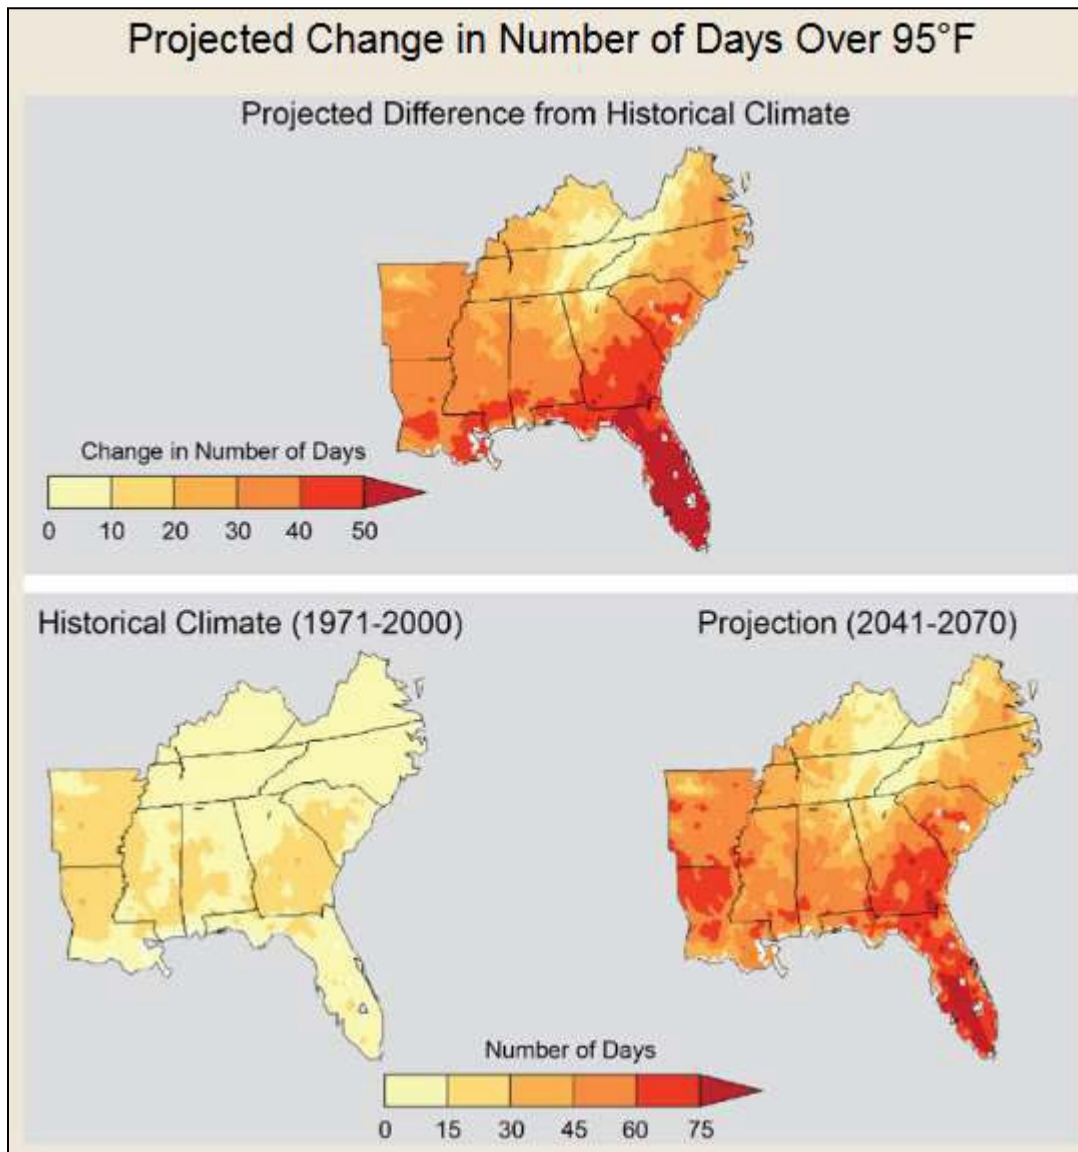 Projected Change in Number of Days Over 95°F
Projected Difference from Historical Climate
Change in Number of Days
0 10 20 30 40 50
Historical Climate (1971-2000)
Projection (2041-2070)
Number of Days
0 15 30 45 60 75